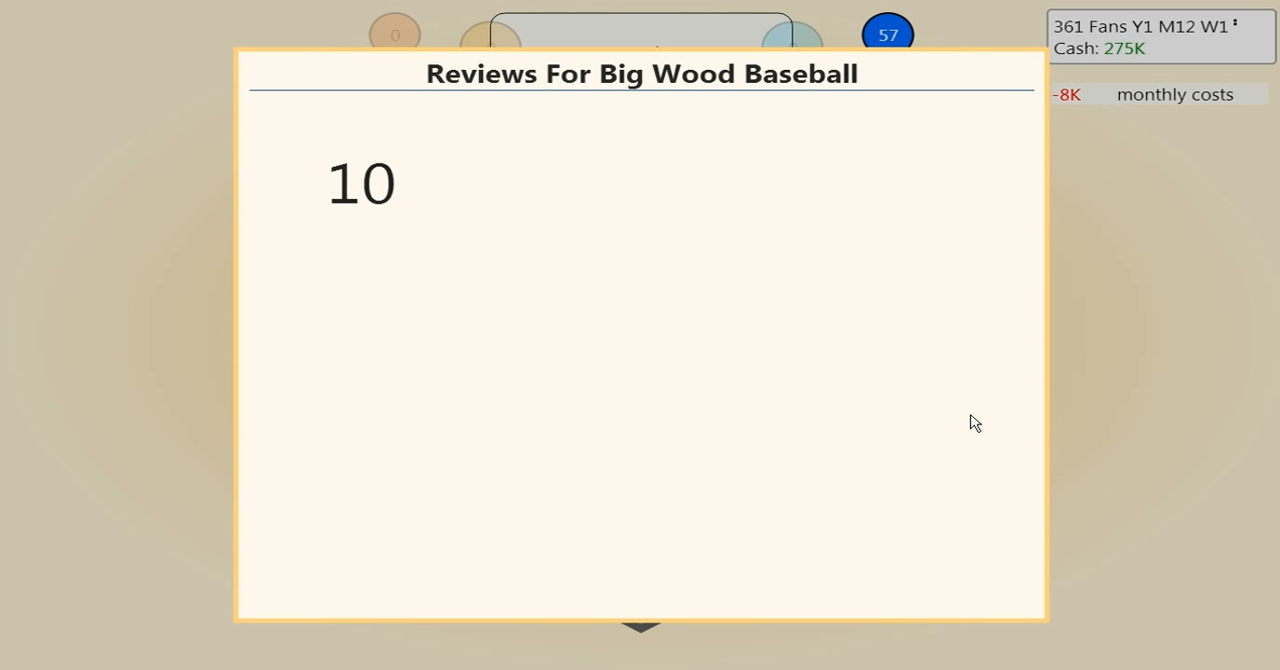 0
57
361 Fans Y1 M12 W1
Cash: 275K
-8K monthly costs
Reviews For Big Wood Baseball
10